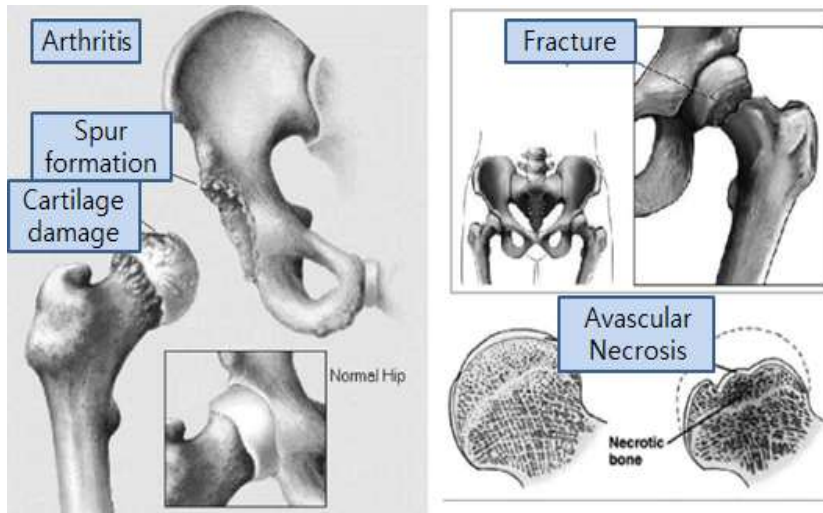 Arthritis
Spur
formation
Cartilage
damage
Normal Hip
Fracture
Avascular
Necrosis
Necrotic
bone